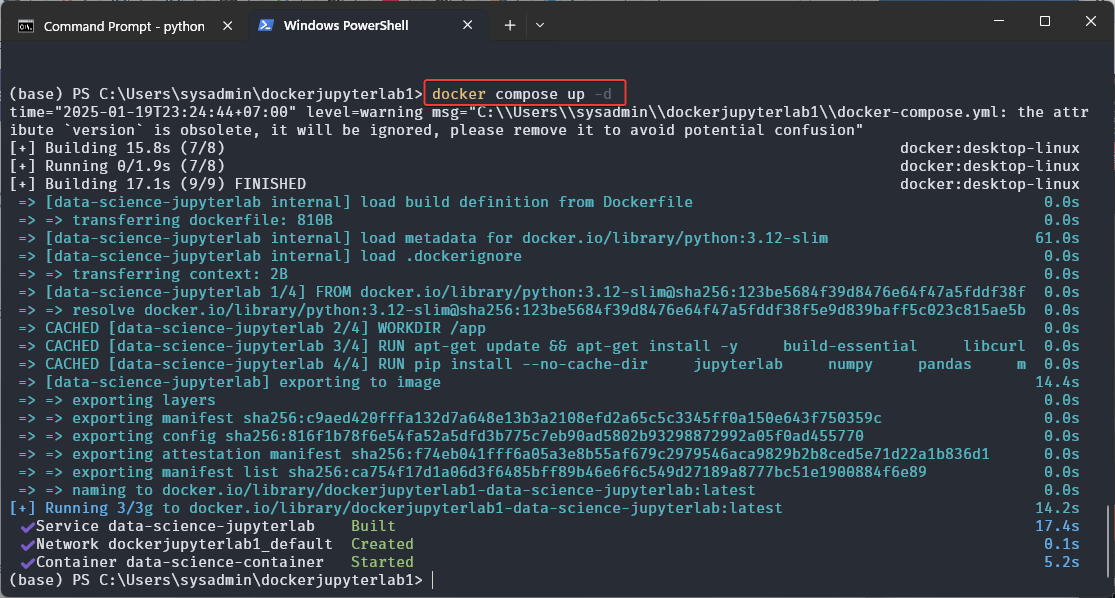 Command Prompt - python
Windows PowerShell
(base) PS C:\Users\sysadmin\dockerjupyterlab1> docker compose up -d
time="2025-01-19T23:24:44+07:00" level=warning msg="C:\\Users\\sysadmin\\dockerjupyterlab1\\docker-compose.yml: the attr
ibute `version` is obsolete, it will be ignored, please remove it to avoid potential confusion"
[+] Building 15.8s (7/8) docker:desktop-linux
[+] Running 0/1.9s (7/8) docker:desktop-linux
[+] Building 17.1s (9/9) FINISHED docker:desktop-linux
=> [data-science-jupyterlab internal] load build definition from Dockerfile 0.0s
=> => transferring dockerfile: 810B 0.0s
=> [data-science-jupyterlab internal] load metadata for docker.io/library/python:3.12-slim 61.0s
=> [data-science-jupyterlab internal] load .dockerignore 0.0s
=> => transferring context: 2B 0.0s
=> [data-science-jupyterlab 1/4] FROM docker.io/library/python:3.12-slim@sha256:123be5684f39d8476e64f47a5fddf38f 0.0s
=> => resolve docker.io/library/python:3.12-slim@sha256:123be5684f39d8476e64f47a5fddf38f5e9d839baff5c023c815ae5b 0.0s
=> CACHED [data-science-jupyterlab 2/4] WORKDIR /app 0.0s
=> CACHED [data-science-jupyterlab 3/4] RUN apt-get update && apt-get install -y build-essential libcurl 0.0s
=> CACHED [data-science-jupyterlab 4/4] RUN pip install --no-cache-dir jupyterlab numpy pandas m 0.0s
=> [data-science-jupyterlab] exporting to image 14.4s
=> => exporting layers 0.0s
=> => exporting manifest sha256:c9aed420fffa132d7a648e13b3a2108efd2a65c5c3345ff0a150e643f750359c 0.0s
=> => exporting config sha256:816f1b78f6e54fa52a5dfd3b775c7eb90ad5802b93298872992a05f0ad455770 0.0s
=> => exporting attestation manifest sha256:f74eb041fff6a05a3e8b55af679c2979546aca9829b2b8ced5e71d22a1b836d1 0.0s
=> => exporting manifest list sha256:ca754f17d1a06d3f6485bff89b46e6f6c549d27189a8777bc51e1900884f6e89 0.0s
=> => naming to docker.io/library/dockerjupyterlab1-data-science-jupyterlab:latest 0.0s
[+] Running 3/3g to docker.io/library/dockerjupyterlab1-data-science-jupyterlab:latest 14.2s
✔Service data-science-jupyterlab Built 17.4s
✔Network dockerjupyterlab1_default Created 0.1s
✔Container data-science-container Started 5.2s
(base) PS C:\Users\sysadmin\dockerjupyterlab1>